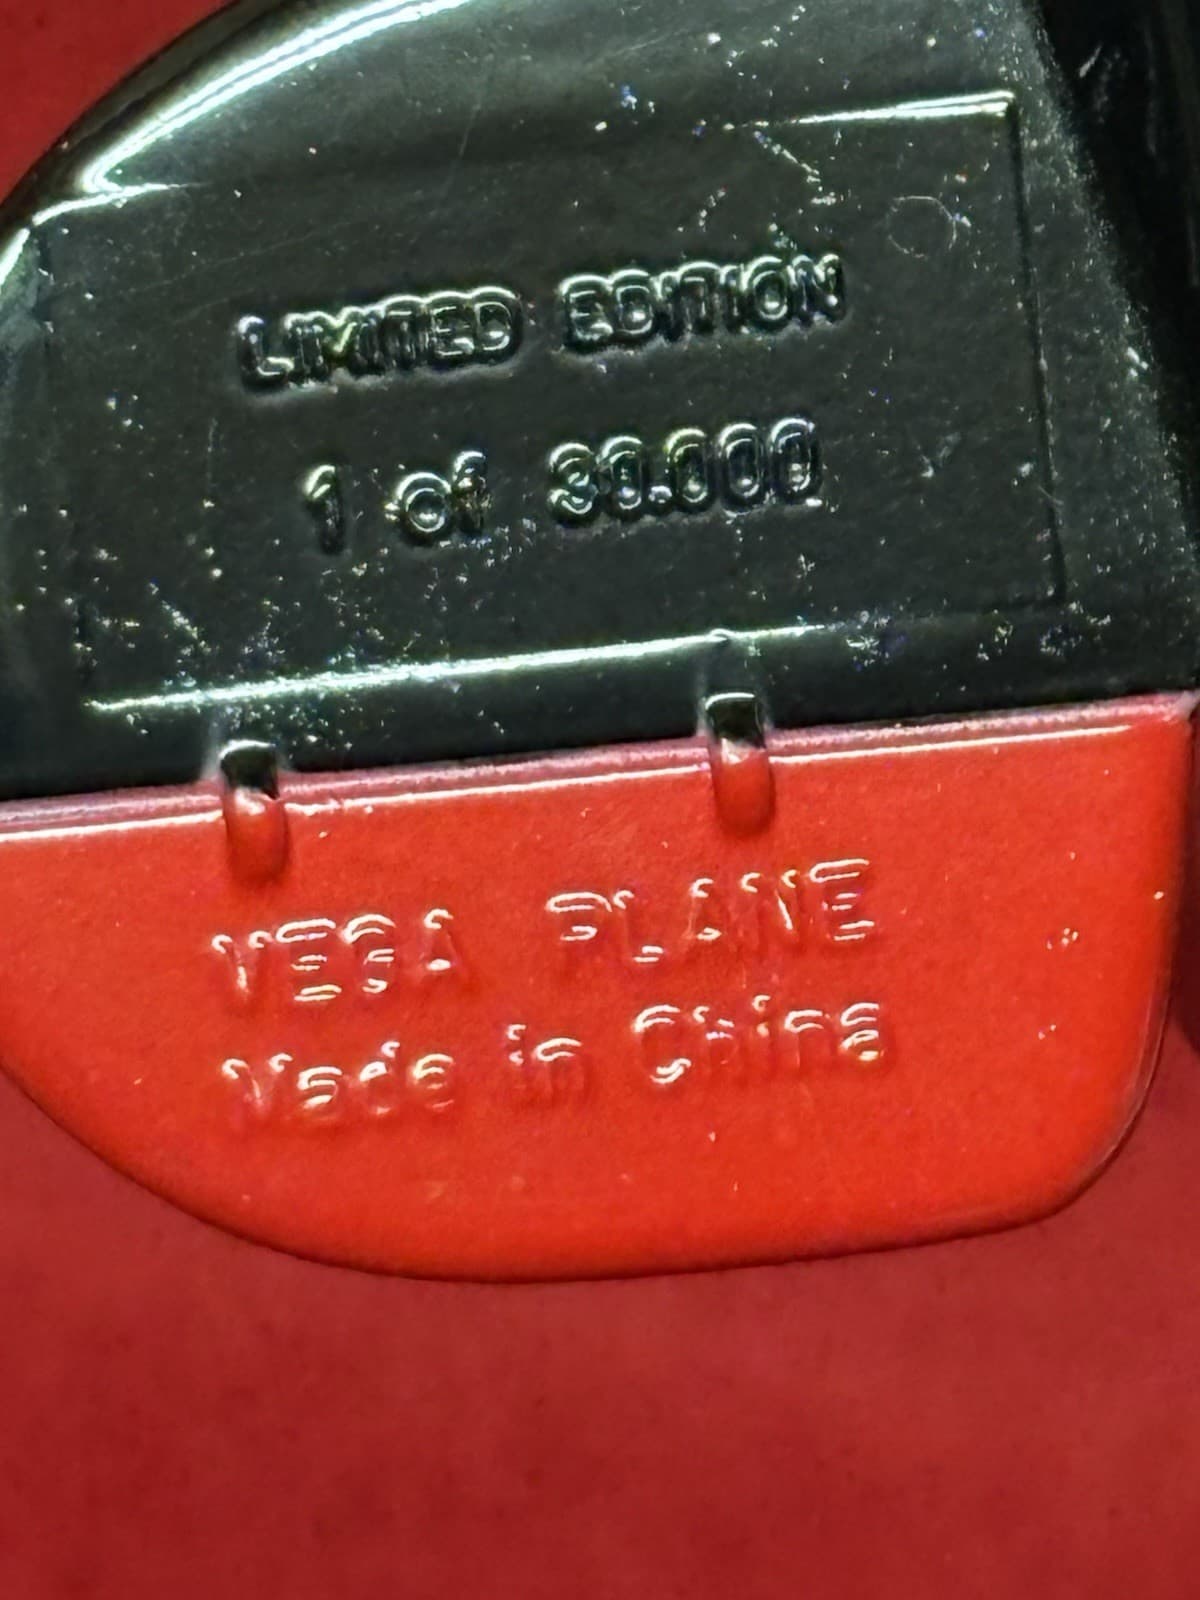 LIMITED EDITION
1 of 30.000
VEGA PLANE
Made in China